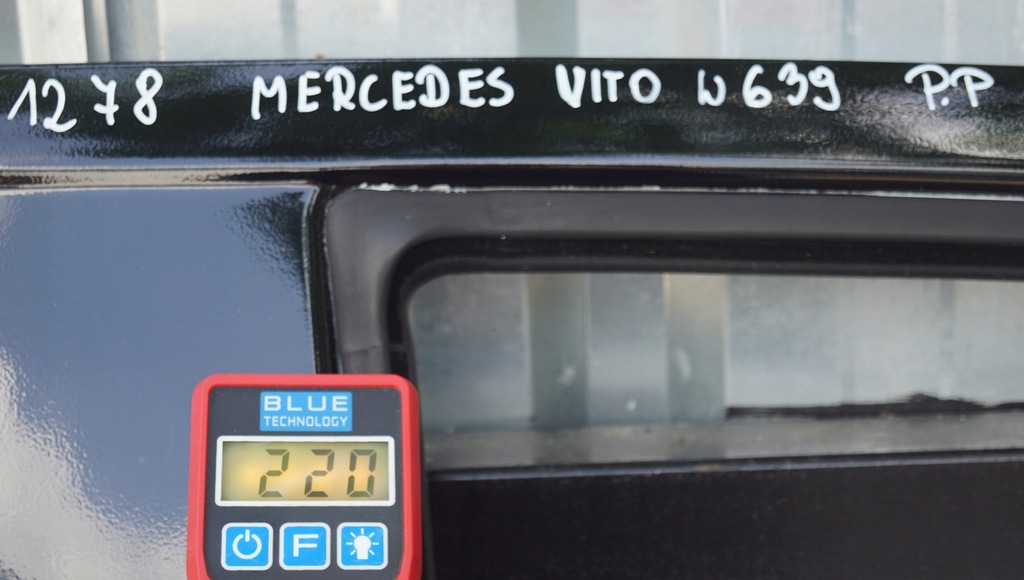 1278 MERCEDES VITO W639 P.P
BLUE
TECHNOLOGY
220
F